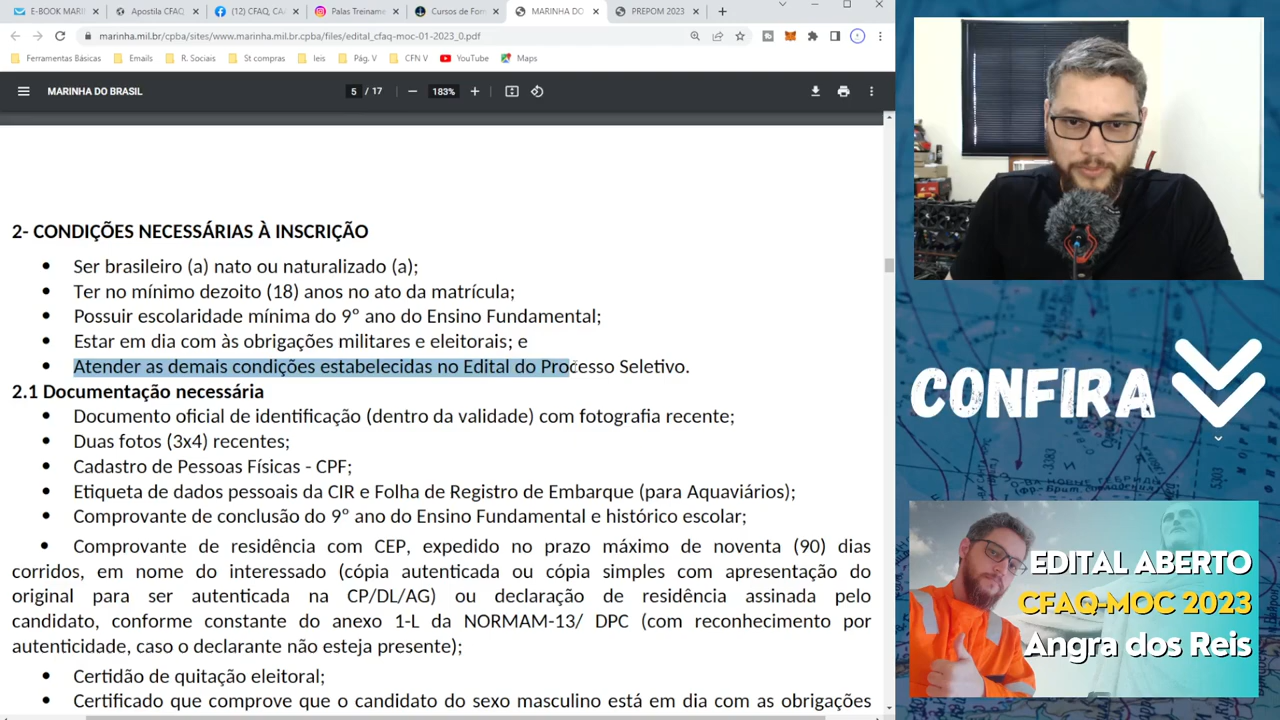 E-BOOK MARI
Apostila CFAQ
(12) CFAQ, CA
Palas Treiname
Cursos de Form
MARINHA DO
PREPOM 2023
marinha.mil.br/cpba/sites/www.marinha.mil.br.cpba/files/edital_cfaq-moc-01-2023_0.pdf
Ferramentas Básicas
Emails
R. Sociais
St compras
leis
Pág. V
CFN V
YouTube
Maps
MARINHA DO BRASIL
5 / 17
183%
2- CONDIÇÕES NECESSÁRIAS À INSCRIÇÃO
• Ser brasileiro (a) nato ou naturalizado (a);
• Ter no mínimo dezoito (18) anos no ato da matrícula;
• Possuir escolaridade mínima do 9º ano do Ensino Fundamental;
• Estar em dia com às obrigações militares e eleitorais; e
• Atender as demais condições estabelecidas no Edital do Processo Seletivo.
2.1 Documentação necessária
• Documento oficial de identificação (dentro da validade) com fotografia recente;
• Duas fotos (3x4) recentes;
• Cadastro de Pessoas Físicas - CPF;
• Etiqueta de dados pessoais da CIR e Folha de Registro de Embarque (para Aquaviários);
• Comprovante de conclusão do 9º ano do Ensino Fundamental e histórico escolar;
• Comprovante de residência com CEP, expedido no prazo máximo de noventa (90) dias
corridos, em nome do interessado (cópia autenticada ou cópia simples com apresentação do
original para ser autenticada na CP/DL/AG) ou declaração de residência assinada pelo
candidato, conforme constante do anexo 1-L da NORMAM-13/ DPC (com reconhecimento por
autenticidade, caso o declarante não esteja presente);
• Certidão de quitação eleitoral;
• Certificado que comprove que o candidato do sexo masculino está em dia com as obrigações
CONFIRA
EDITAL ABERTO
CFAQ-MOC 2023
Angra dos Reis